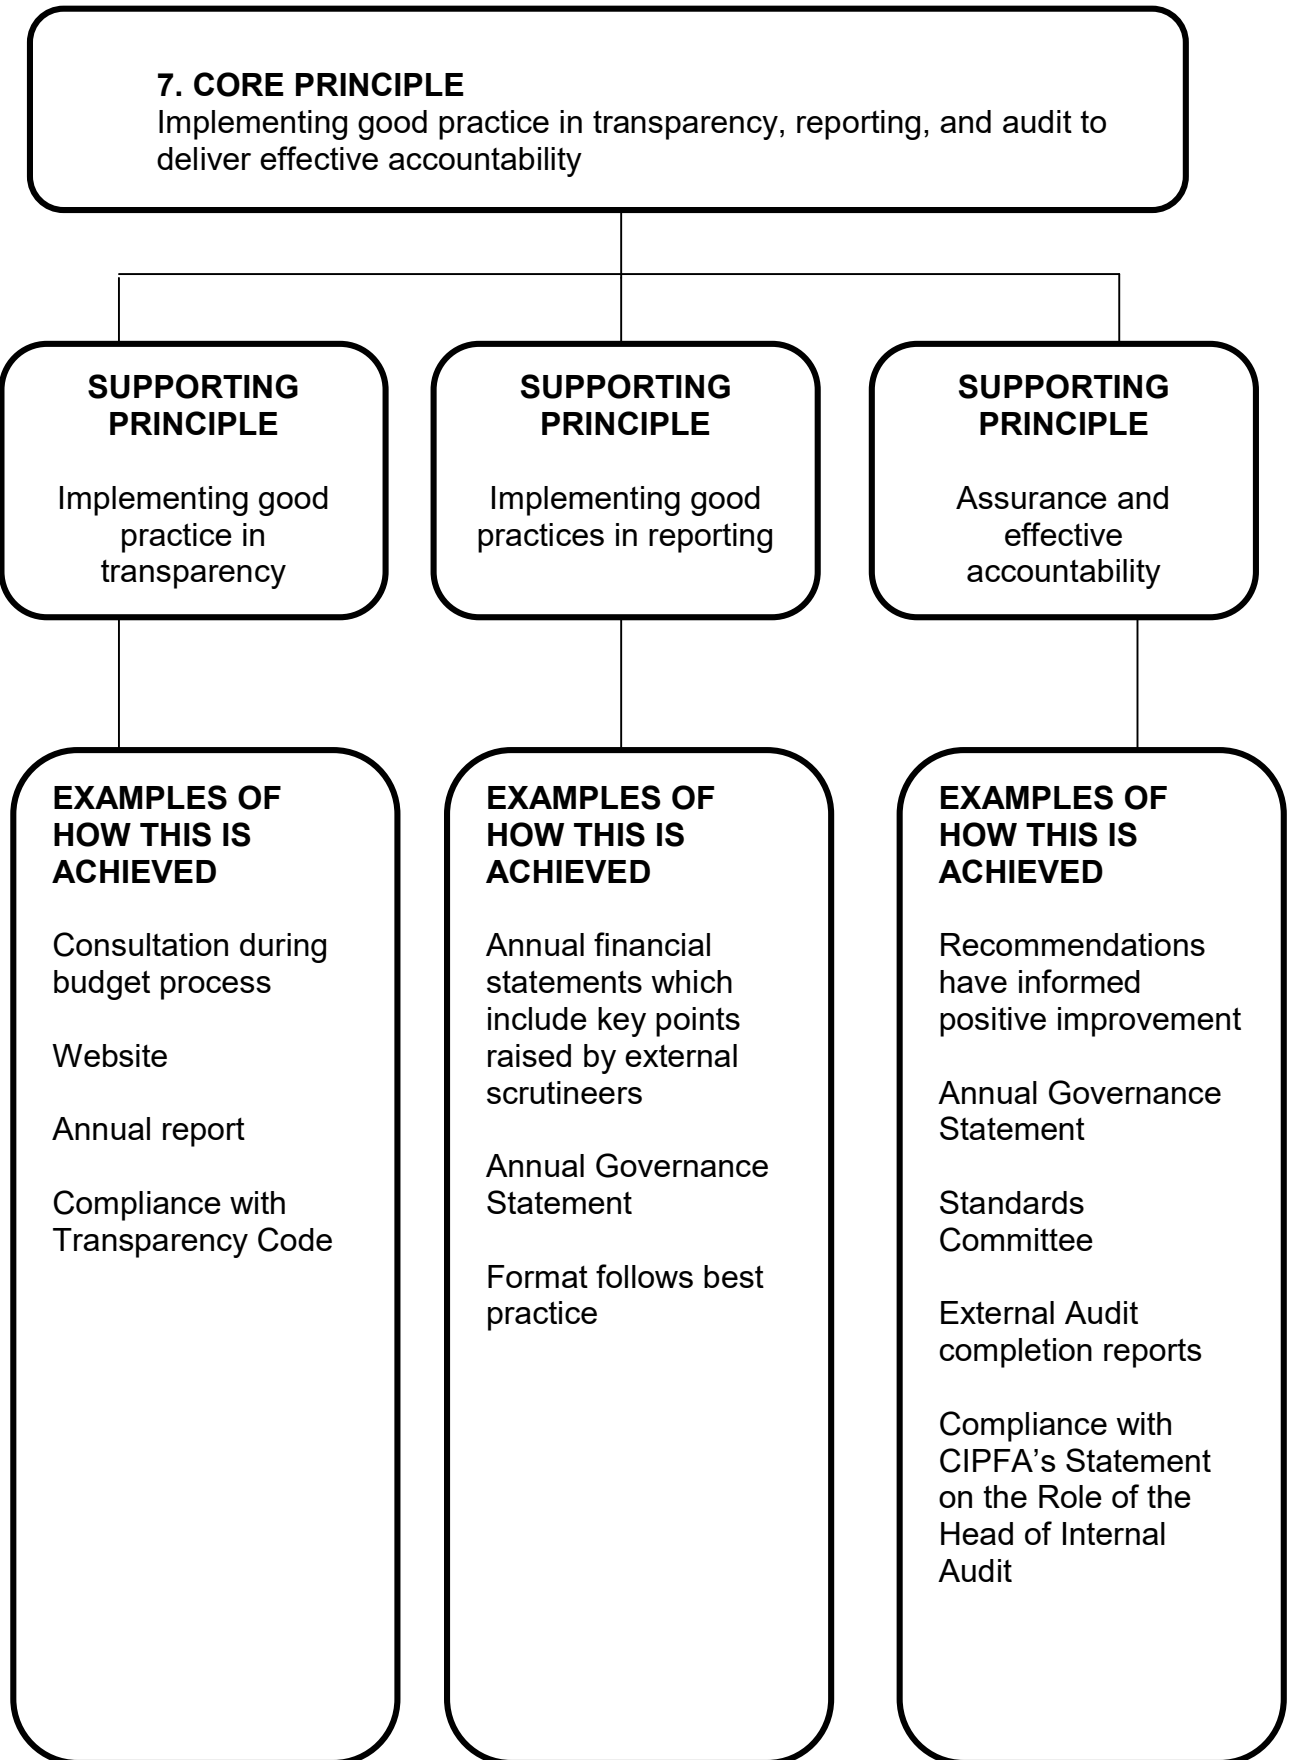 7. CORE PRINCIPLE
Implementing good practice in transparency, reporting, and audit to
deliver effective accountability
SUPPORTING
PRINCIPLE
Implementing good
practice in
transparency
SUPPORTING
PRINCIPLE
Implementing good
practices in reporting
SUPPORTING
PRINCIPLE
Assurance and
effective
accountability
EXAMPLES OF
HOW THIS IS
ACHIEVED
Consultation during
budget process
Website
Annual report
Compliance with
Transparency Code
EXAMPLES OF
HOW THIS IS
ACHIEVED
Annual financial
statements which
include key points
raised by external
scrutineers
Annual Governance
Statement
Format follows best
practice
EXAMPLES OF
HOW THIS IS
ACHIEVED
Recommendations
have informed
positive improvement
Annual Governance
Statement
Standards
Committee
External Audit
completion reports
Compliance with
CIPFA's Statement
on the Role of the
Head of Internal
Audit